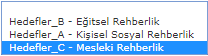 Hedefler_B - Eğitsel Rehberlik
Hedefler_A - Kişisel Sosyal Rehberlik
Hedefler_C - Mesleki Rehberlik